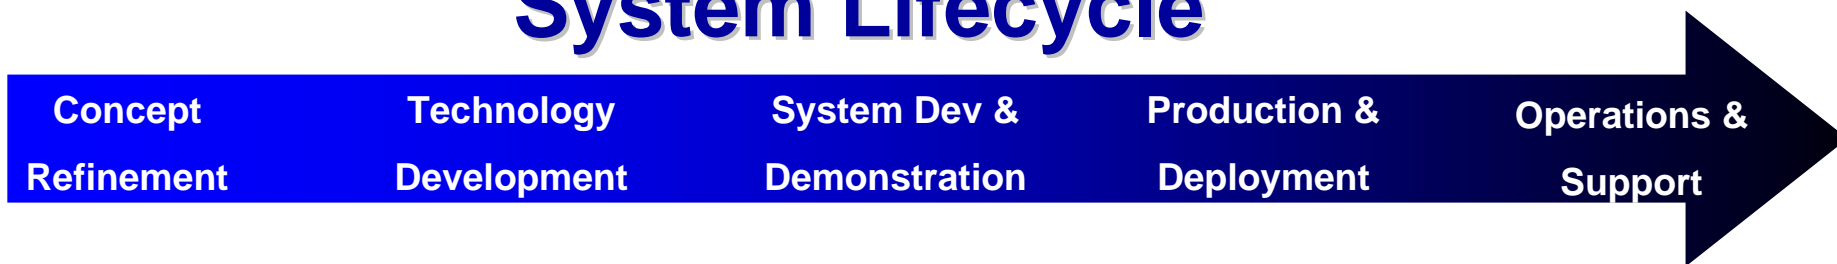 System Lifecycle
Concept
Refinement
Technology
Development
System Dev &
Demonstration
Production &
Deployment
Operations &
Support